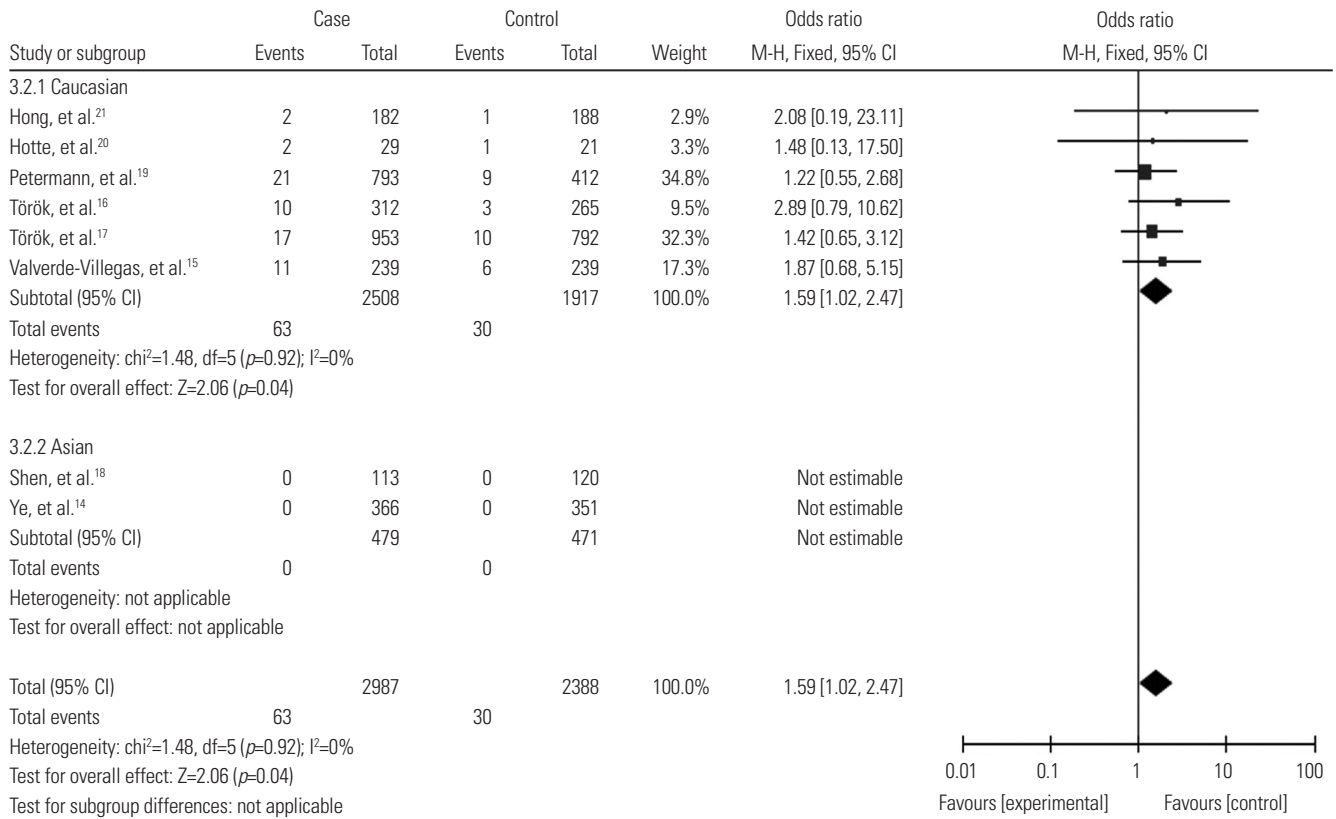 Case Control Odds ratio Odds ratio
Study or subgroup Events Total Events Total Weight M-H, Fixed, 95% CI M-H, Fixed, 95% CI
3.2.1 Caucasian
Hong, et al.²¹ 2 182 1 188 2.9% 2.08 [0.19, 23.11]
Hotte, et al.²⁰ 2 29 1 21 3.3% 1.48 [0.13, 17.50]
Petermann, et al.¹⁹ 21 793 9 412 34.8% 1.22 [0.55, 2.68]
Török, et al.¹⁶ 10 312 3 265 9.5% 2.89 [0.79, 10.62]
Török, et al.¹⁷ 17 953 10 792 32.3% 1.42 [0.65, 3.12]
Valverde-Villegas, et al.¹⁵ 11 239 6 239 17.3% 1.87 [0.68, 5.15]
Subtotal (95% CI) 2508 1917 100.0% 1.59 [1.02, 2.47]
Total events 63 30
Heterogeneity: chi²=1.48, df=5 (p=0.92); I²=0%
Test for overall effect: Z=2.06 (p=0.04)
3.2.2 Asian
Shen, et al.¹⁸ 0 113 0 120 Not estimable
Ye, et al.¹⁴ 0 366 0 351 Not estimable
Subtotal (95% CI) 479 471 Not estimable
Total events 0 0
Heterogeneity: not applicable
Test for overall effect: not applicable
Total (95% CI) 2987 2388 100.0% 1.59 [1.02, 2.47]
Total events 63 30
Heterogeneity: chi²=1.48, df=5 (p=0.92); I²=0%
Test for overall effect: Z=2.06 (p=0.04)
Test for subgroup differences: not applicable
0.01 0.1 1 10 100
Favours [experimental] Favours [control]